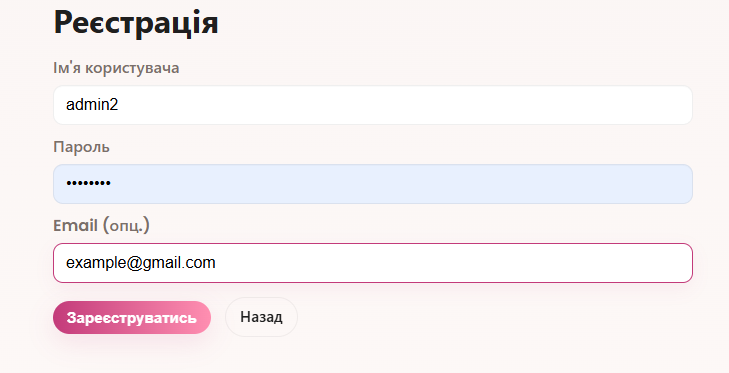 Реєстрація
Ім'я користувача
admin2
Пароль
••••••••
Email (опц.)
example@gmail.com
Зареєструватись Назад